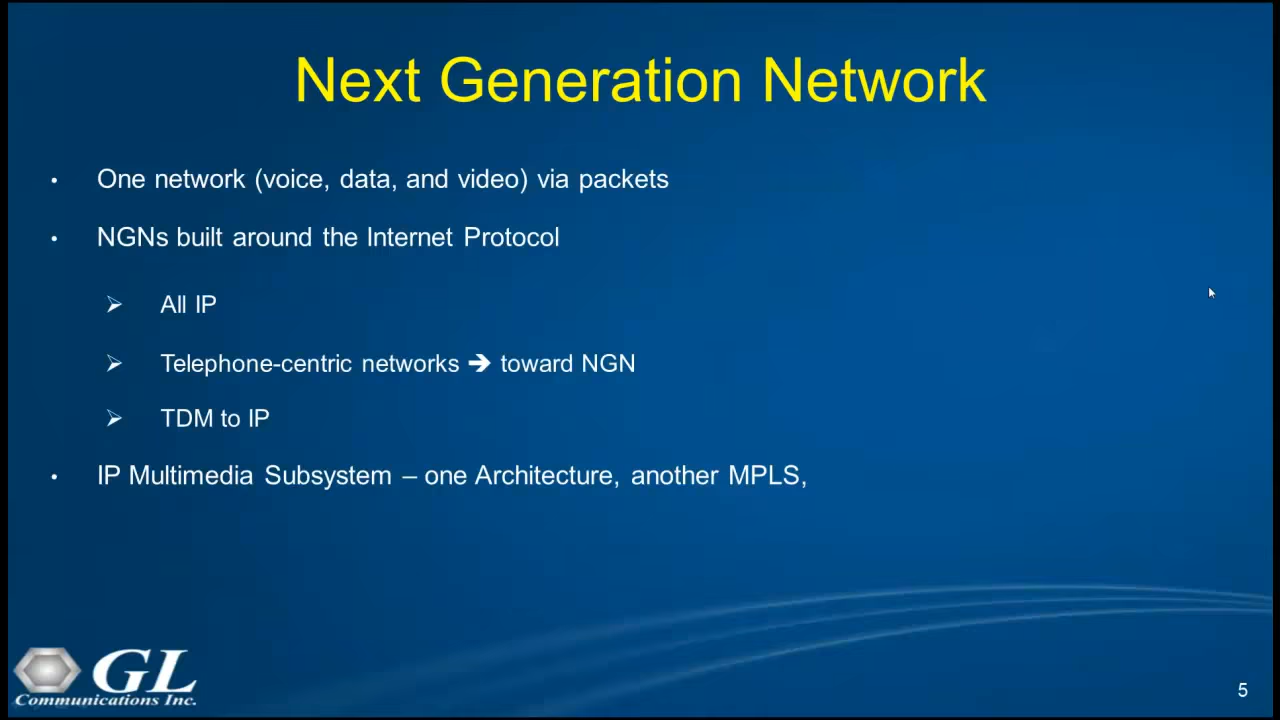 Next Generation Network
• One network (voice, data, and video) via packets
• NGNs built around the Internet Protocol
➢ All IP
➢ Telephone-centric networks ➔ toward NGN
➢ TDM to IP
• IP Multimedia Subsystem – one Architecture, another MPLS,
GL
Communications Inc.
5